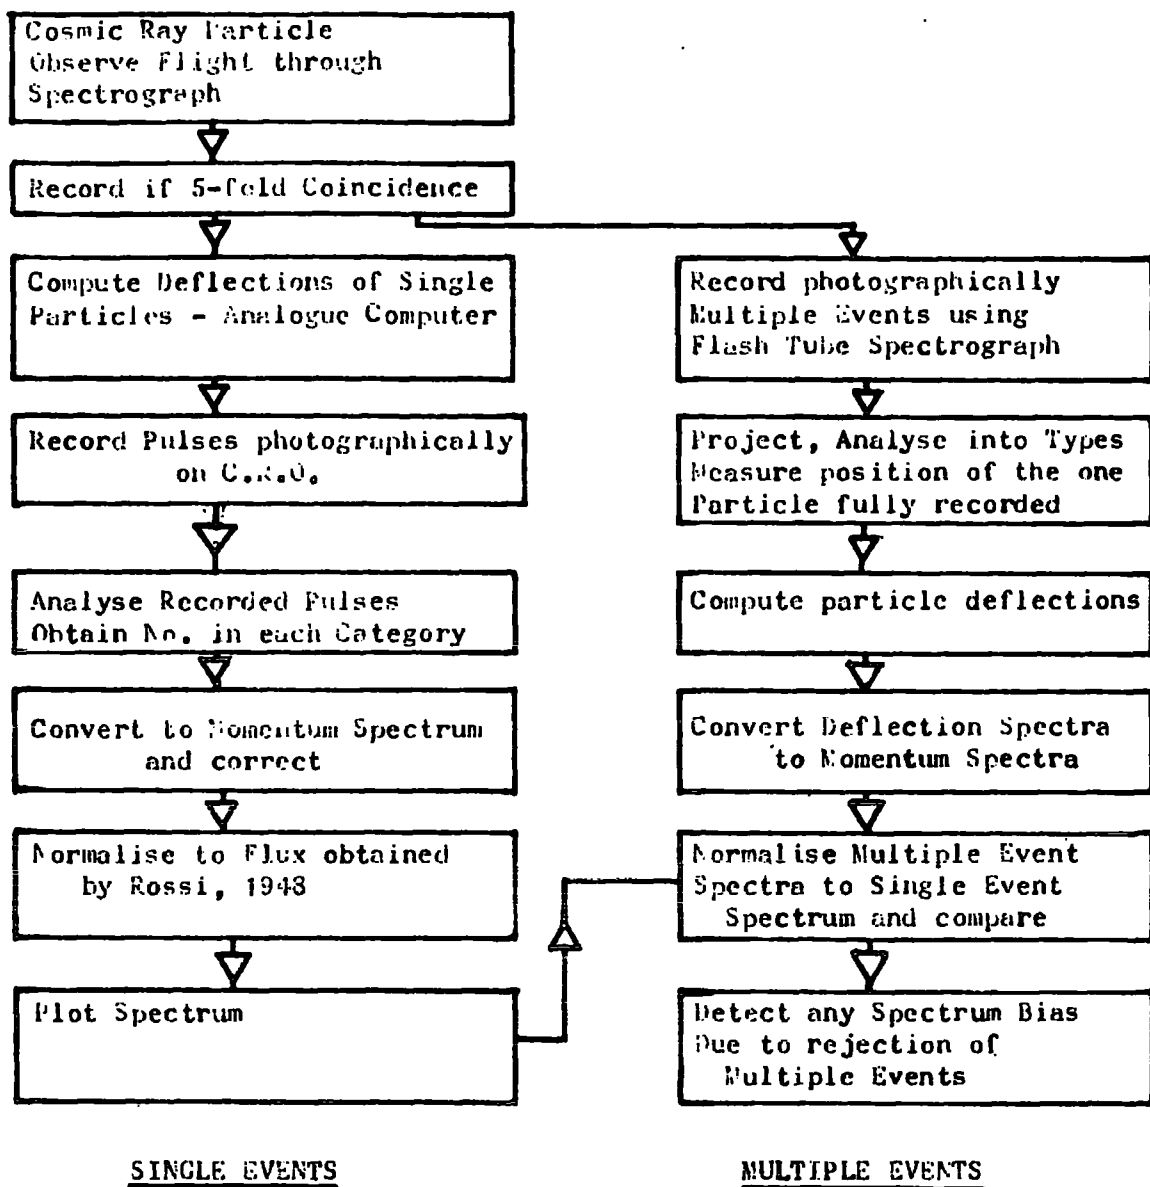 Cosmic Ray Particle
Observe Flight through
Spectrograph
Record if 5-fold Coincidence
Compute Deflections of Single
Particles - Analogue Computer
Record Pulses photographically
on C.R.O.
Analyse Recorded Pulses
Obtain No. in each Category
Convert to Momentum Spectrum
and correct
Normalise to Flux obtained
by Rossi, 1948
Plot Spectrum
SINGLE EVENTS
Record photographically
Multiple Events using
Flash Tube Spectrograph
Project, Analyse into Types
Measure position of the one
Particle fully recorded
Compute particle deflections
Convert Deflection Spectra
to Momentum Spectra
Normalise Multiple Event
Spectra to Single Event
Spectrum and compare
Detect any Spectrum Bias
Due to rejection of
Multiple Events
MULTIPLE EVENTS